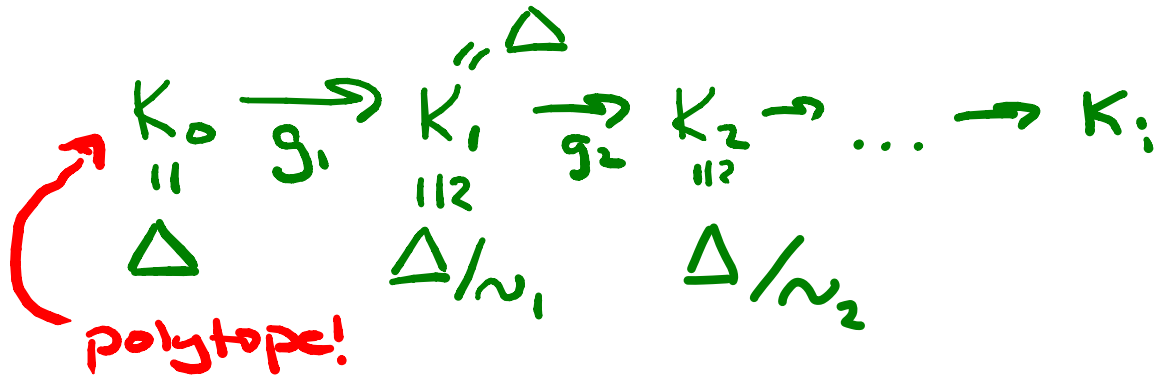 = Δ
K₀ → K₁ → K₂ → ... → Kᵢ
g₁ g₂
= ≅ ≅
Δ Δ/~₁ Δ/~₂
polytope!